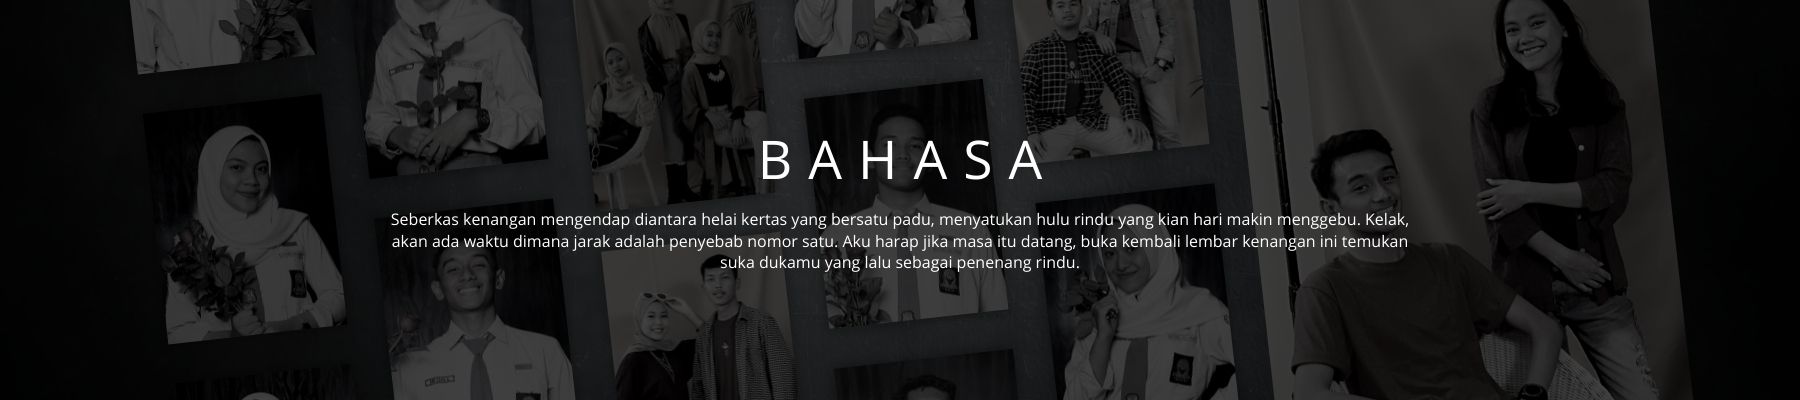 BAHASA
Seberkas kenangan mengendap diantara helai kertas yang bersatu padu, menyatukan hulu rindu yang kian hari makin menggebu. Kelak,
akan ada waktu dimana jarak adalah penyebab nomor satu. Aku harap jika masa itu datang, buka kembali lembar kenangan ini temukan
suka dukamu yang lalu sebagai penenang rindu.